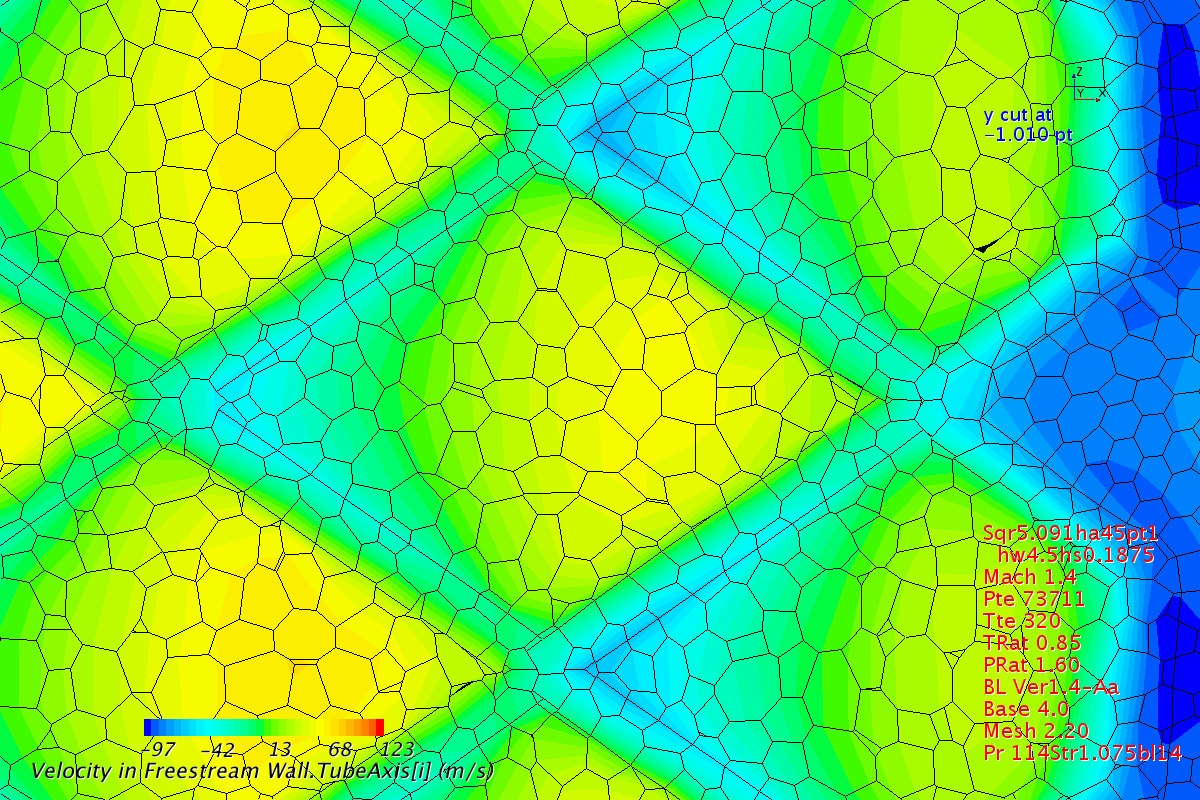 Z
Y X
y cut at
-1.010 pt
Sqr5.091ha45pt1
hw4.5hs0.1875
Mach 1.4
Pte 73711
Tte 320
TRat 0.85
PRat 1.60
BL Ver1.4-Aa
Base 4.0
Mesh 2.20
Pr 114Str1.075bl14
-97 -42 13 68 123
Velocity in Freestream Wall.TubeAxis[i] (m/s)